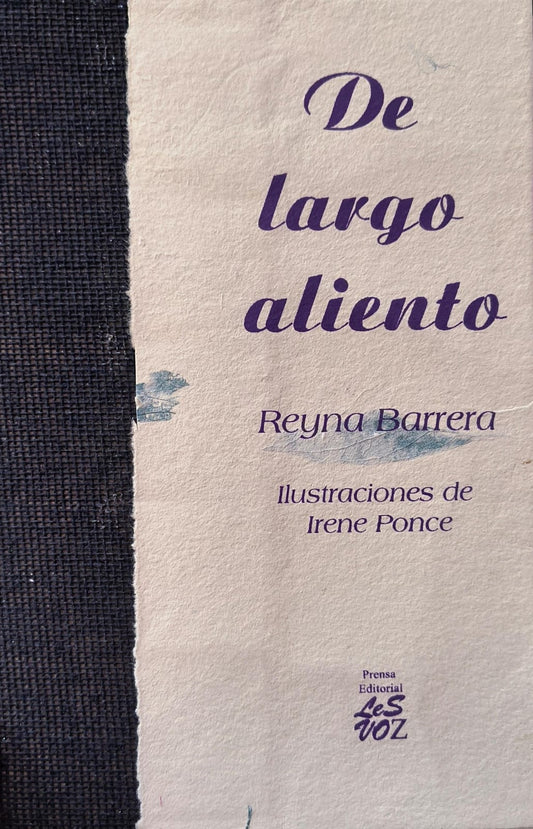 De
largo
aliento
Reyna Barrera
Ilustraciones de
Irene Ponce
Prensa
Editorial
LeS
VOZ